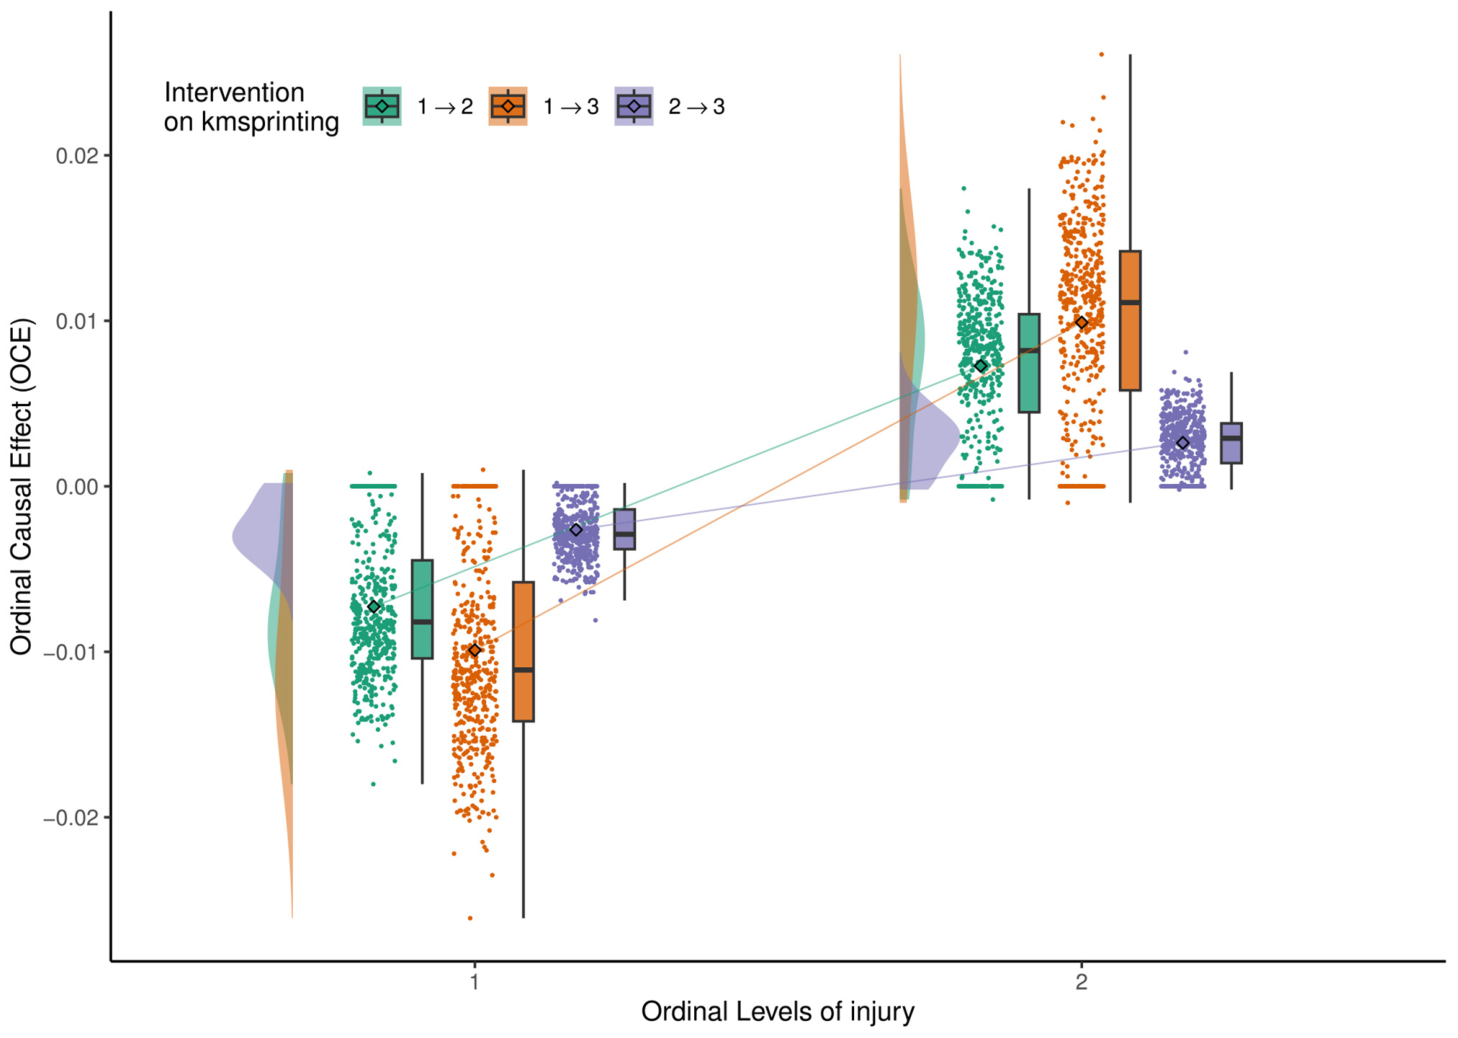 Intervention
on kmsprinting
1→2
1→3
2→3
Ordinal Causal Effect (OCE)
0.02
0.01
0.00
−0.01
−0.02
1
2
Ordinal Levels of injury